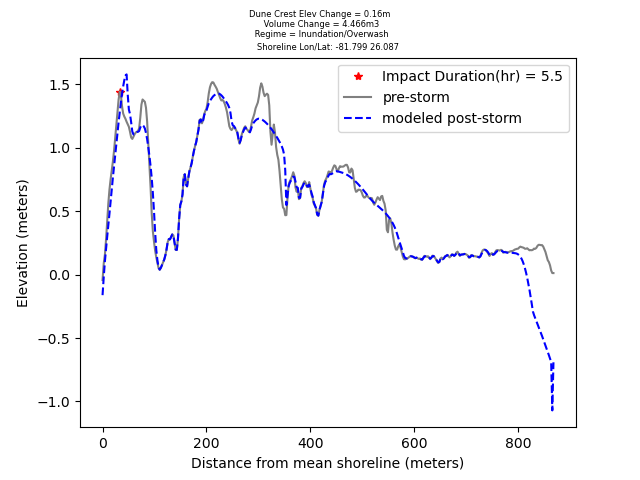 Dune Crest Elev Change = 0.16m
Volume Change = 4.466m3
Regime = Inundation/Overwash
Shoreline Lon/Lat: -81.799 26.087
Impact Duration(hr) = 5.5
pre-storm
modeled post-storm
Elevation (meters)
1.5
1.0
0.5
0.0
−0.5
−1.0
0 200 400 600 800
Distance from mean shoreline (meters)